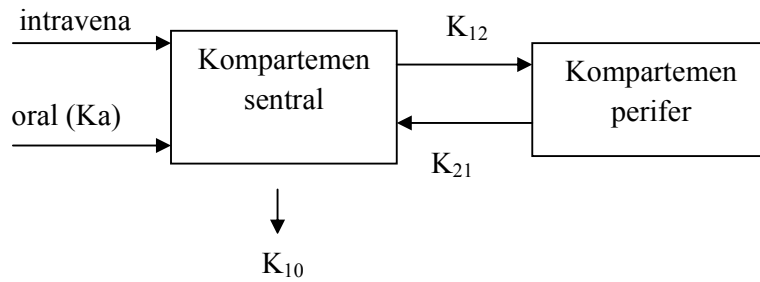 intravena
oral (Ka)
Kompartemen
sentral
K₁₂
K₂₁
Kompartemen
perifer
K₁₀